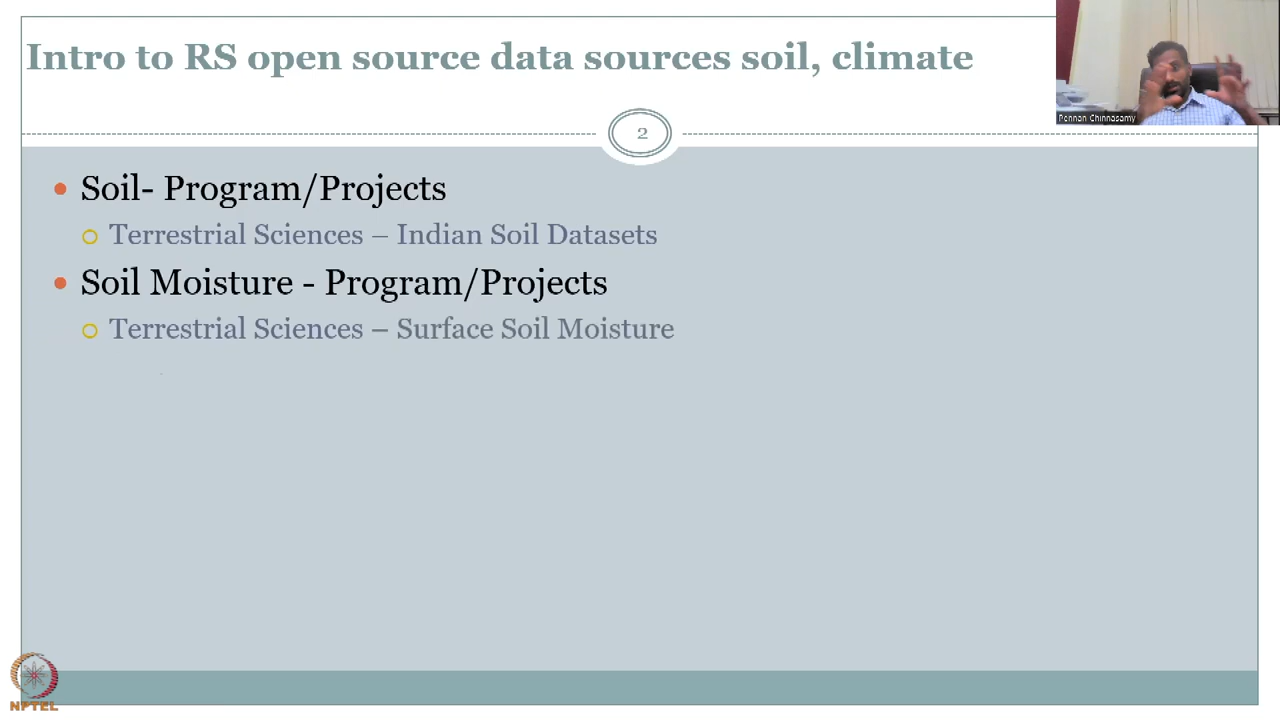 Intro to RS open source data sources soil, climate
Pennan Chinnasamy
2
Soil- Program/Projects
Terrestrial Sciences – Indian Soil Datasets
Soil Moisture - Program/Projects
Terrestrial Sciences – Surface Soil Moisture
NPTEL